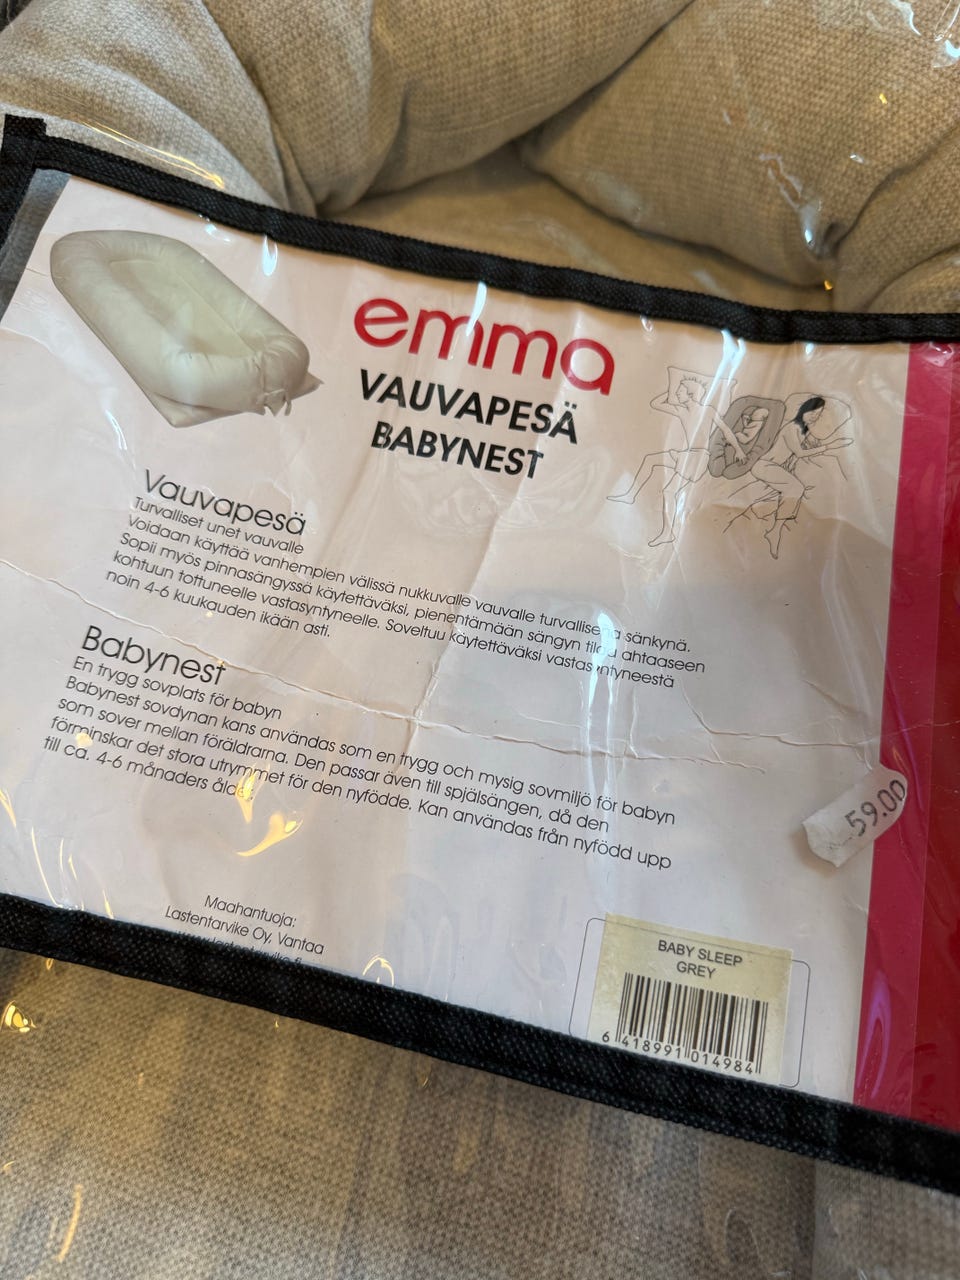 emma
VAUVAPESÄ
BABYNEST
Vauvapesä
Turvalliset unet vauvalle
Voidaan käyttää vanhempien välissä nukkuvalle vauvalle turvallisena sänkynä.
Sopii myös pinnasängyssä käytettäväksi, pienentämään sängyn tilaa ahtaaseen
kohtuun tottuneelle vastasyntyneelle. Soveltuu käytettäväksi vastasyntyneestä
noin 4-6 kuukauden ikään asti.
Babynest
En trygg sovplats för babyn
Babynest sovdynan kans användas som en trygg och mysig sovmiljö för babyn
som sover mellan föräldrarna. Den passar även till spjälsängen, då den
förminskar det stora utrymmet för den nyfödde. Kan användas från nyfödd upp
till ca. 4-6 månaders ålder.
59.00
Maahantuoja:
Lastentarvike Oy, Vantaa
BABY SLEEP
GREY
6 418991 014984